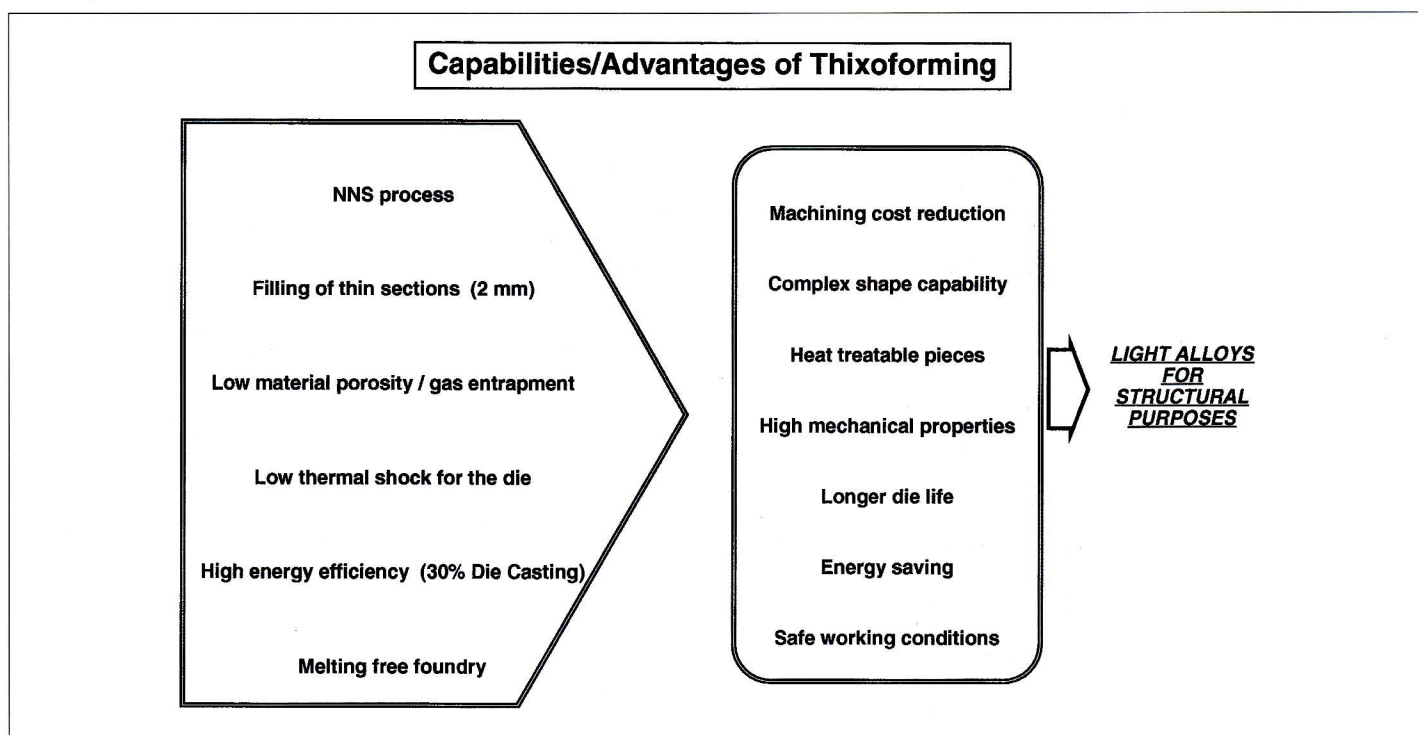 Capabilities/Advantages of Thixoforming
NNS process
Filling of thin sections (2 mm)
Low material porosity / gas entrapment
Low thermal shock for the die
High energy efficiency (30% Die Casting)
Melting free foundry
Machining cost reduction
Complex shape capability
Heat treatable pieces
High mechanical properties
Longer die life
Energy saving
Safe working conditions
LIGHT ALLOYS
FOR
STRUCTURAL
PURPOSES